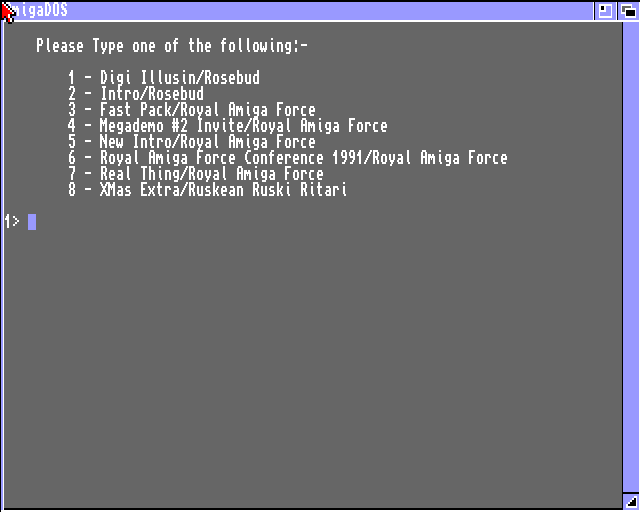 AmigaDOS
Please Type one of the following:-
1 - Digi Illusin/Rosebud
2 - Intro/Rosebud
3 - Fast Pack/Royal Amiga Force
4 - Megademo #2 Invite/Royal Amiga Force
5 - New Intro/Royal Amiga Force
6 - Royal Amiga Force Conference 1991/Royal Amiga Force
7 - Real Thing/Royal Amiga Force
8 - XMas Extra/Ruskean Ruski Ritari
1>